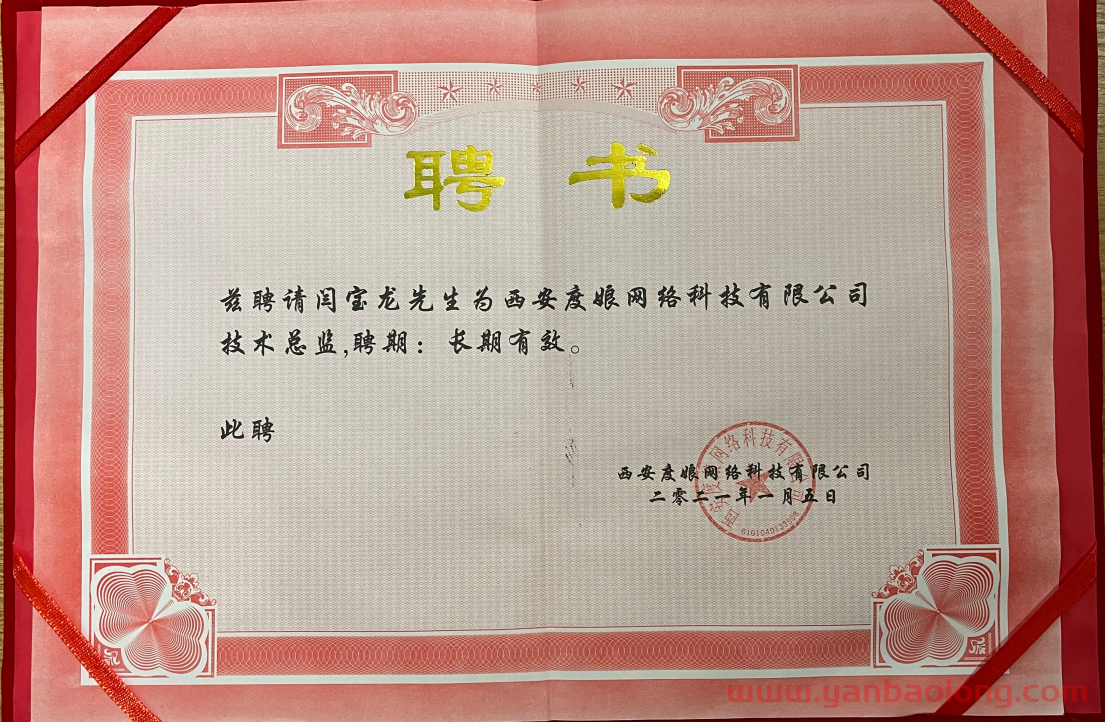 聘书
兹聘请闫宝龙先生为西安度娘网络科技有限公司
技术总监,聘期：长期有效。
此聘
西安度娘网络科技有限公司
二零二一年一月五日
www.yanbaolong.com